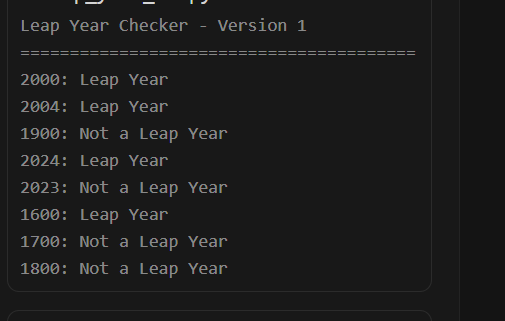 Leap Year Checker - Version 1
========================================
2000: Leap Year
2004: Leap Year
1900: Not a Leap Year
2024: Leap Year
2023: Not a Leap Year
1600: Leap Year
1700: Not a Leap Year
1800: Not a Leap Year